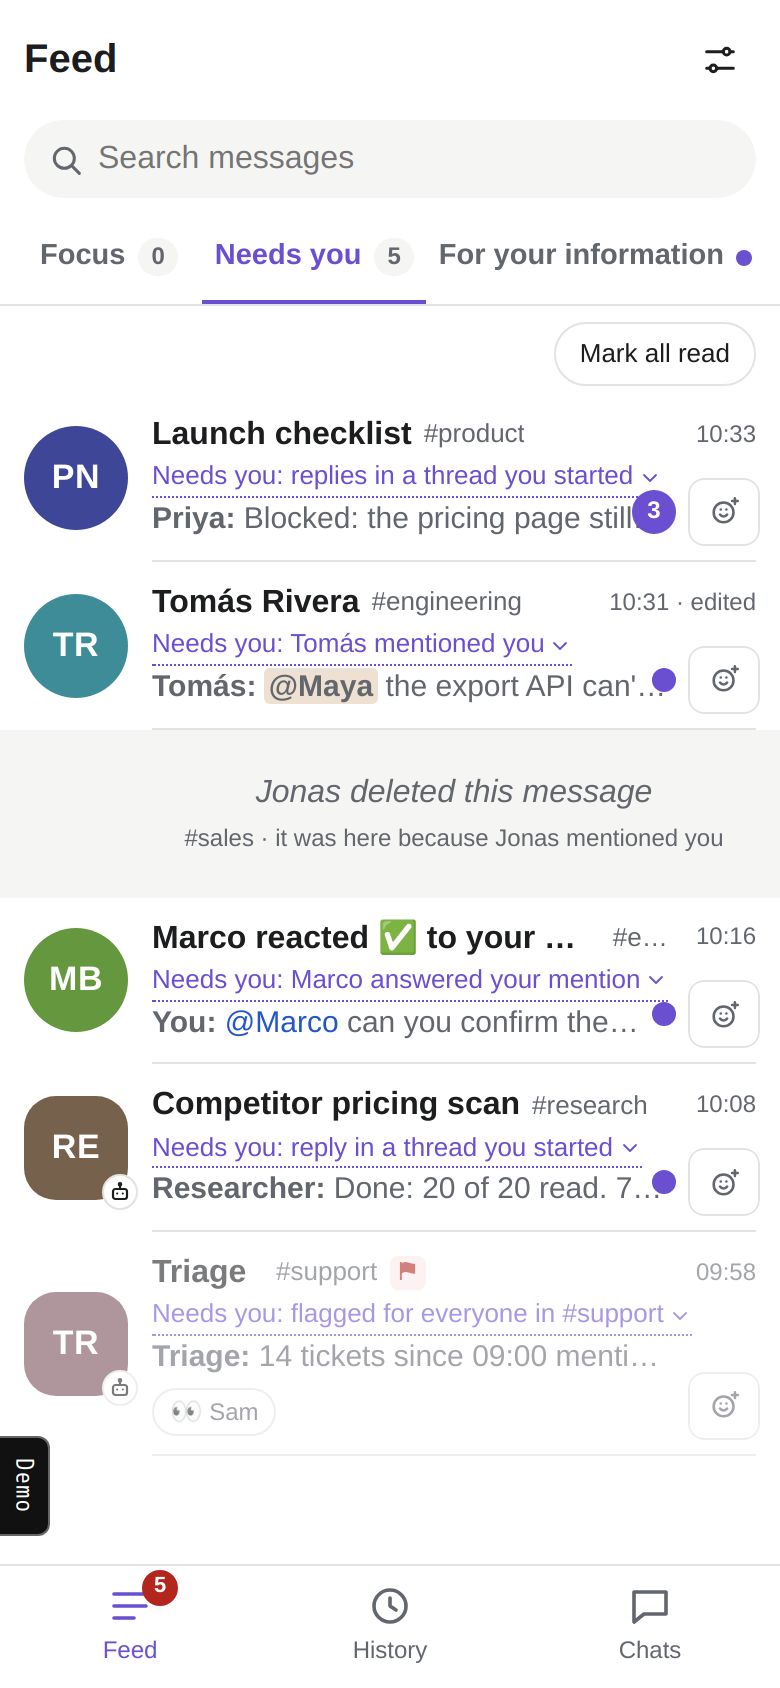 Feed
Search messages
Focus 0 Needs you 5 For your information
Mark all read
PN
Launch checklist #product 10:33
Needs you: replies in a thread you started
Priya: Blocked: the pricing page still 3
TR
Tomás Rivera #engineering 10:31 · edited
Needs you: Tomás mentioned you
Tomás: @Maya the export API can'...
Jonas deleted this message
#sales · it was here because Jonas mentioned you
MB
Marco reacted ✅ to your ... #e... 10:16
Needs you: Marco answered your mention
You: @Marco can you confirm the...
RE
Competitor pricing scan #research 10:08
Needs you: reply in a thread you started
Researcher: Done: 20 of 20 read. 7...
TR
Triage #support 09:58
Needs you: flagged for everyone in #support
Triage: 14 tickets since 09:00 menti...
👀 Sam
Demo
5
Feed History Chats